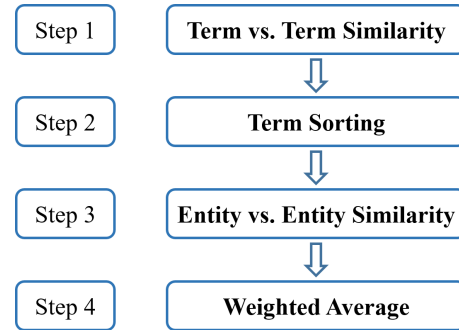 Step 1
Term vs. Term Similarity
Step 2
Term Sorting
Step 3
Entity vs. Entity Similarity
Step 4
Weighted Average